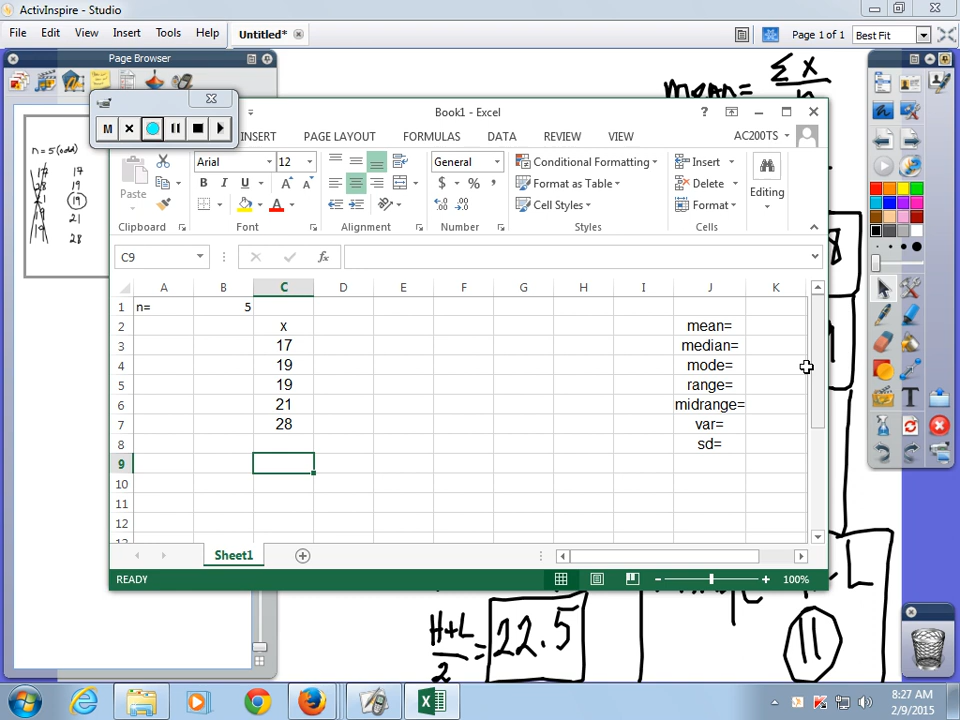 ActivInspire - Studio
File Edit View Insert Tools Help Untitled* Page 1 of 1 Best Fit
Page Browser
mean= Σx
n = 5 (odd)
17
19
19
21
28
M
Book1 - Excel
INSERT PAGE LAYOUT FORMULAS DATA REVIEW VIEW AC200TS
Paste Arial 12 General Conditional Formatting Insert
B I U A A $ % Format as Table Delete Editing
A Cell Styles Format
Clipboard Font Alignment Number Styles Cells
C9 fx
A B C D E F G H I J K
1 n= 5
2 x mean=
3 17 median=
4 19 mode=
5 19 range=
6 21 midrange=
7 28 var=
8 sd=
9
10
11
12
Sheet1
READY 100%
H+L
2
= 22.5
11
8:27 AM
2/9/2015